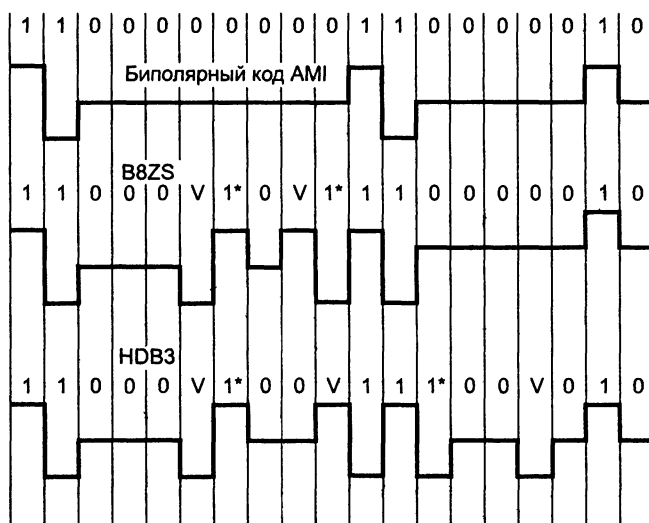 1 1 0 0 0 0 0 0 0 0 1 1 0 0 0 0 0 1 0
Биполярный код AMI
B8ZS
1 1 0 0 0 V 1* 0 V 1* 1 1 0 0 0 0 0 1 0
HDB3
1 1 0 0 0 V 1* 0 0 V 1 1 1* 0 0 V 0 1 0